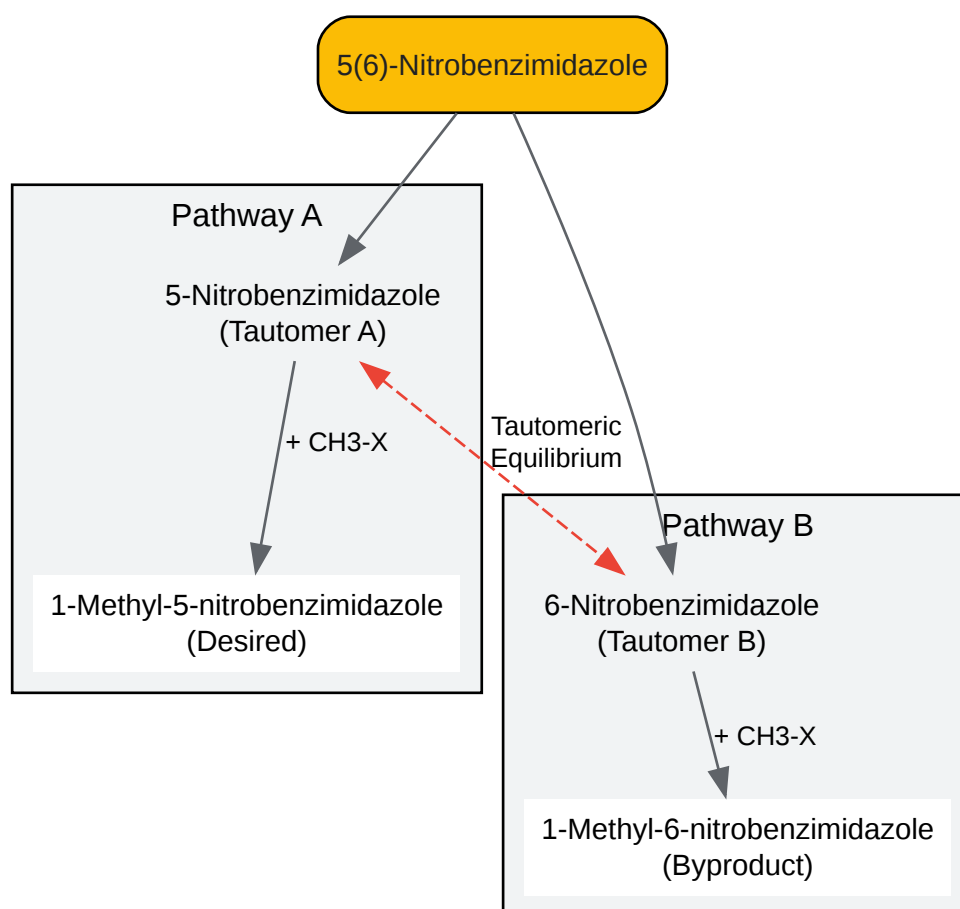 5(6)-Nitrobenzimidazole
Pathway A
5-Nitrobenzimidazole
(Tautomer A)
+ CH3-X
Tautomeric
Equilibrium
1-Methyl-5-nitrobenzimidazole
(Desired)
Pathway B
6-Nitrobenzimidazole
(Tautomer B)
+ CH3-X
1-Methyl-6-nitrobenzimidazole
(Byproduct)